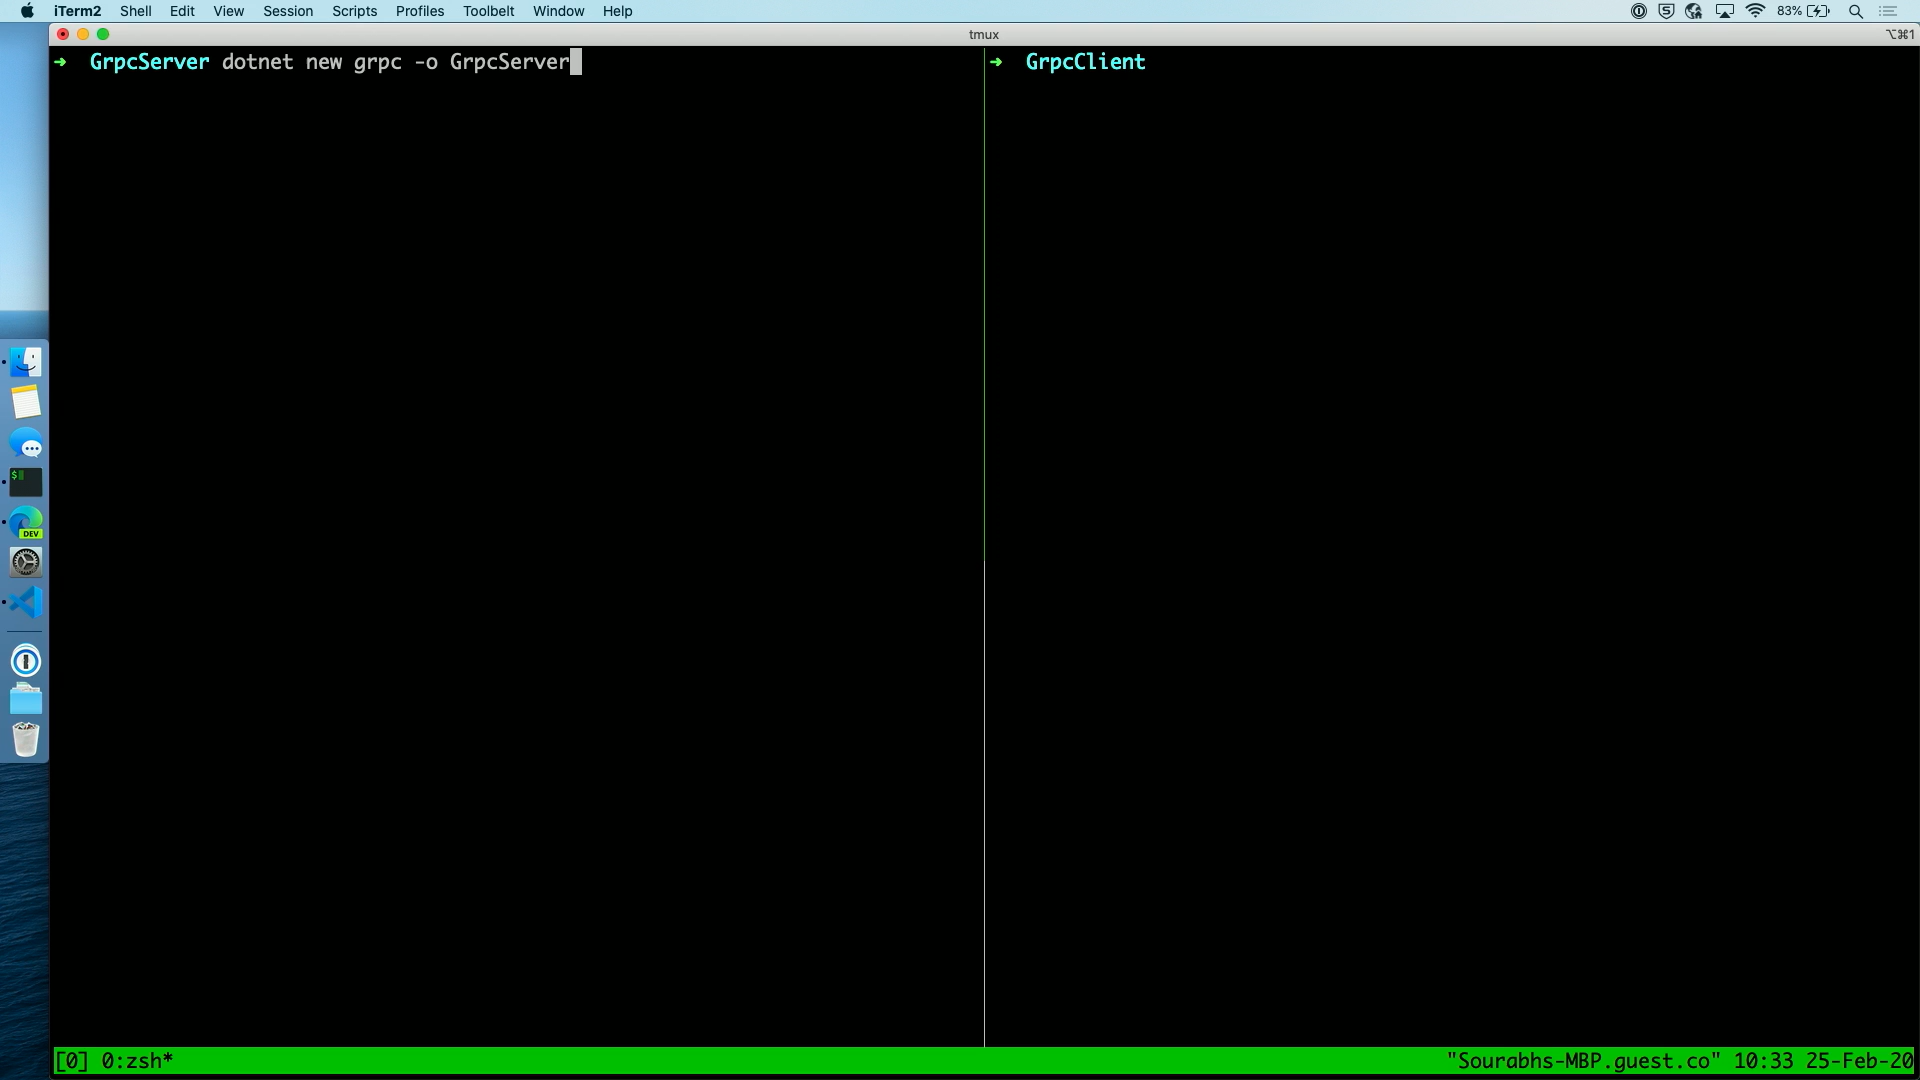 iTerm2 Shell Edit View Session Scripts Profiles Toolbelt Window Help 83%
tmux ⌥⌘1
➜ GrpcServer dotnet new grpc -o GrpcServer
➜ GrpcClient
$
DEV
[0] 0:zsh* "Sourabhs-MBP.guest.co" 10:33 25-Feb-20